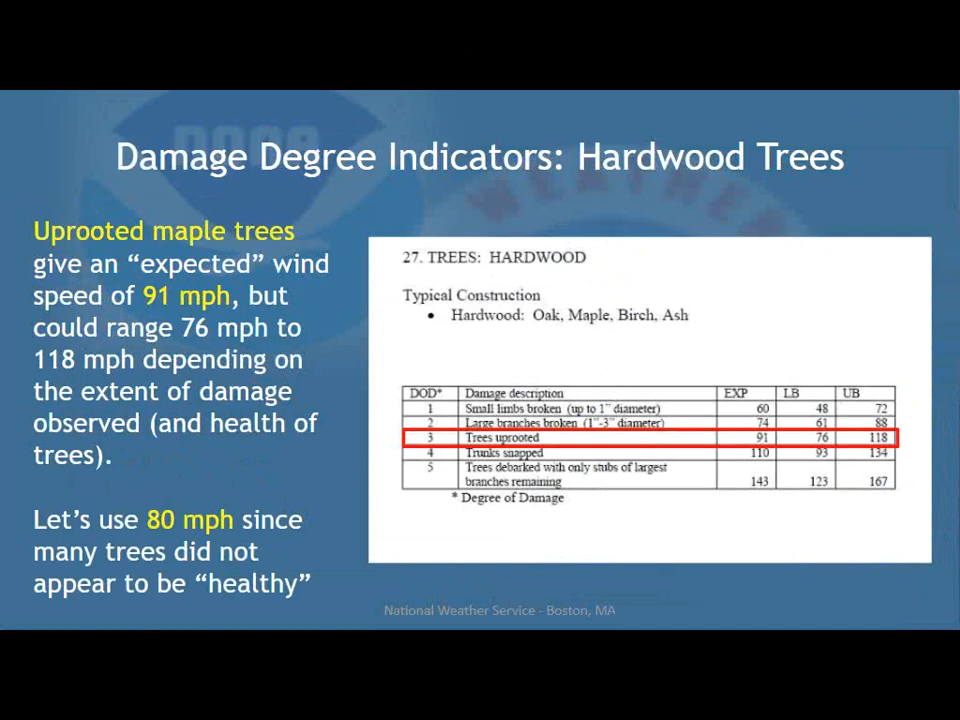 Damage Degree Indicators: Hardwood Trees
Uprooted maple trees
give an “expected” wind
speed of 91 mph, but
could range 76 mph to
118 mph depending on
the extent of damage
observed (and health of
trees).
Let’s use 80 mph since
many trees did not
appear to be “healthy”
27. TREES: HARDWOOD
Typical Construction
• Hardwood: Oak, Maple, Birch, Ash
DOD* Damage description EXP LB UB
1 Small limbs broken (up to 1" diameter) 60 48 72
2 Large branches broken (1"-3" diameter) 74 61 88
3 Trees uprooted 91 76 118
4 Trunks snapped 110 93 134
5 Trees debarked with only stubs of largest
branches remaining 143 123 167
* Degree of Damage
National Weather Service - Boston, MA
NOAA
WEATHER